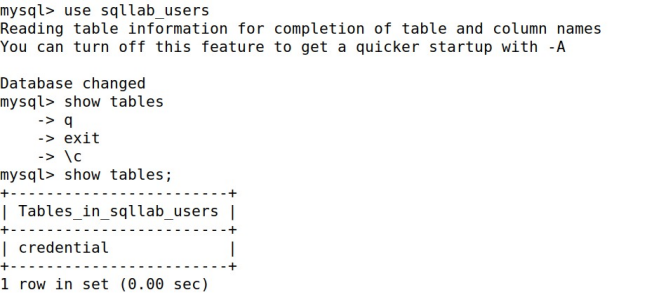 mysql> use sqllab_users
Reading table information for completion of table and column names
You can turn off this feature to get a quicker startup with -A

Database changed
mysql> show tables
    -> q
    -> exit
    -> \c
mysql> show tables;
+------------------------+
| Tables_in_sqllab_users |
+------------------------+
| credential             |
+------------------------+
1 row in set (0.00 sec)